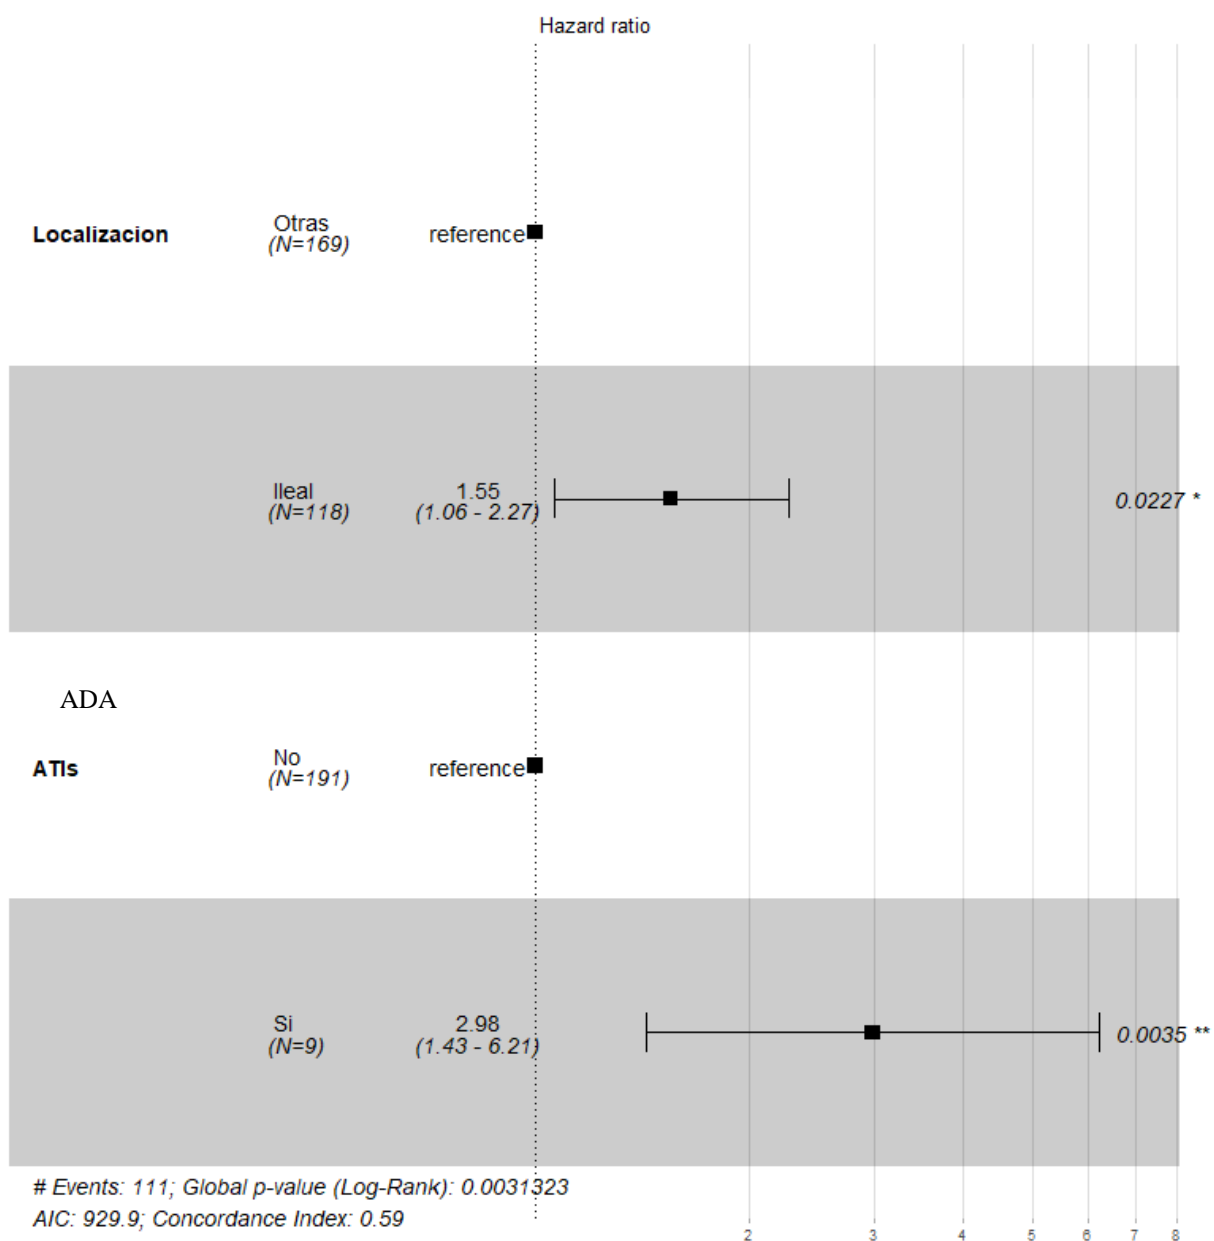 Hazard ratio
Localizacion Otras reference
(N=169)
Ileal 1.55
(N=118) (1.06 - 2.27) 0.0227 *
ADA
ATIs No reference
(N=191)
Si 2.98
(N=9) (1.43 - 6.21) 0.0035 **
# Events: 111; Global p-value (Log-Rank): 0.0031323
AIC: 929.9; Concordance Index: 0.59
2 3 4 5 6 7 8